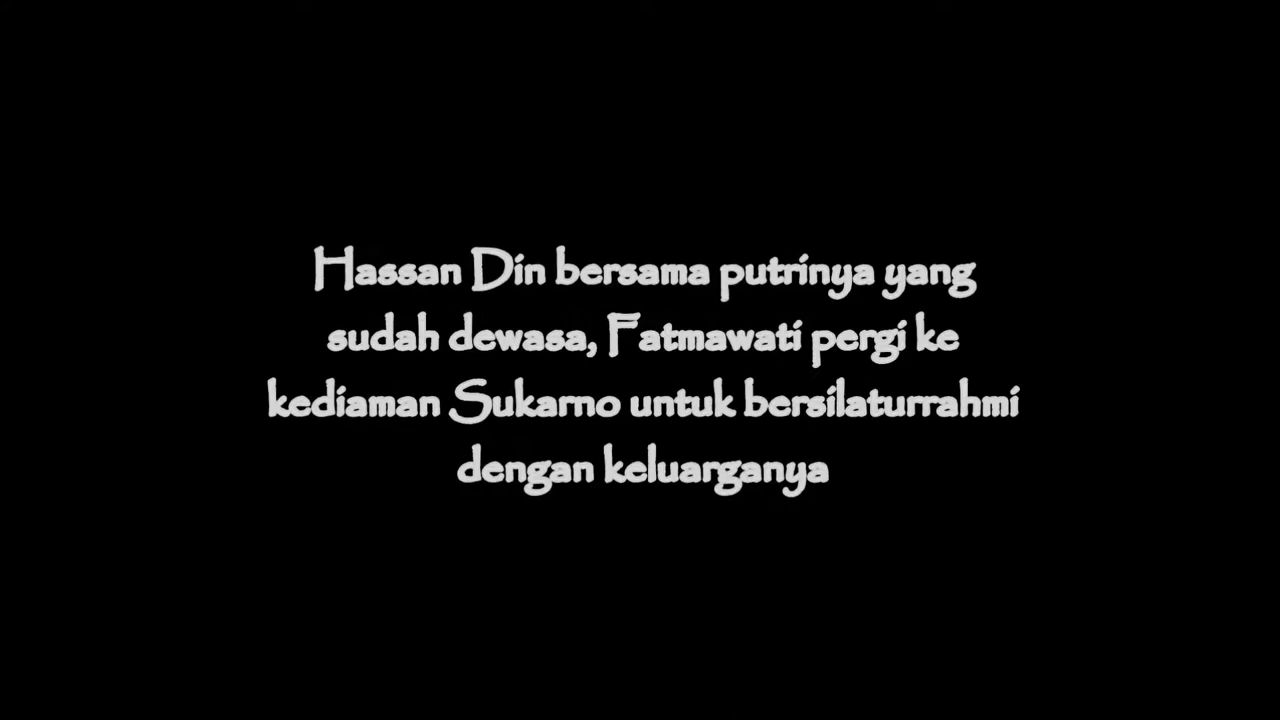 Hassan Din bersama putrinya yang
sudah dewasa, Fatmawati pergi ke
kediaman Sukarno untuk bersilaturrahmi
dengan keluarganya